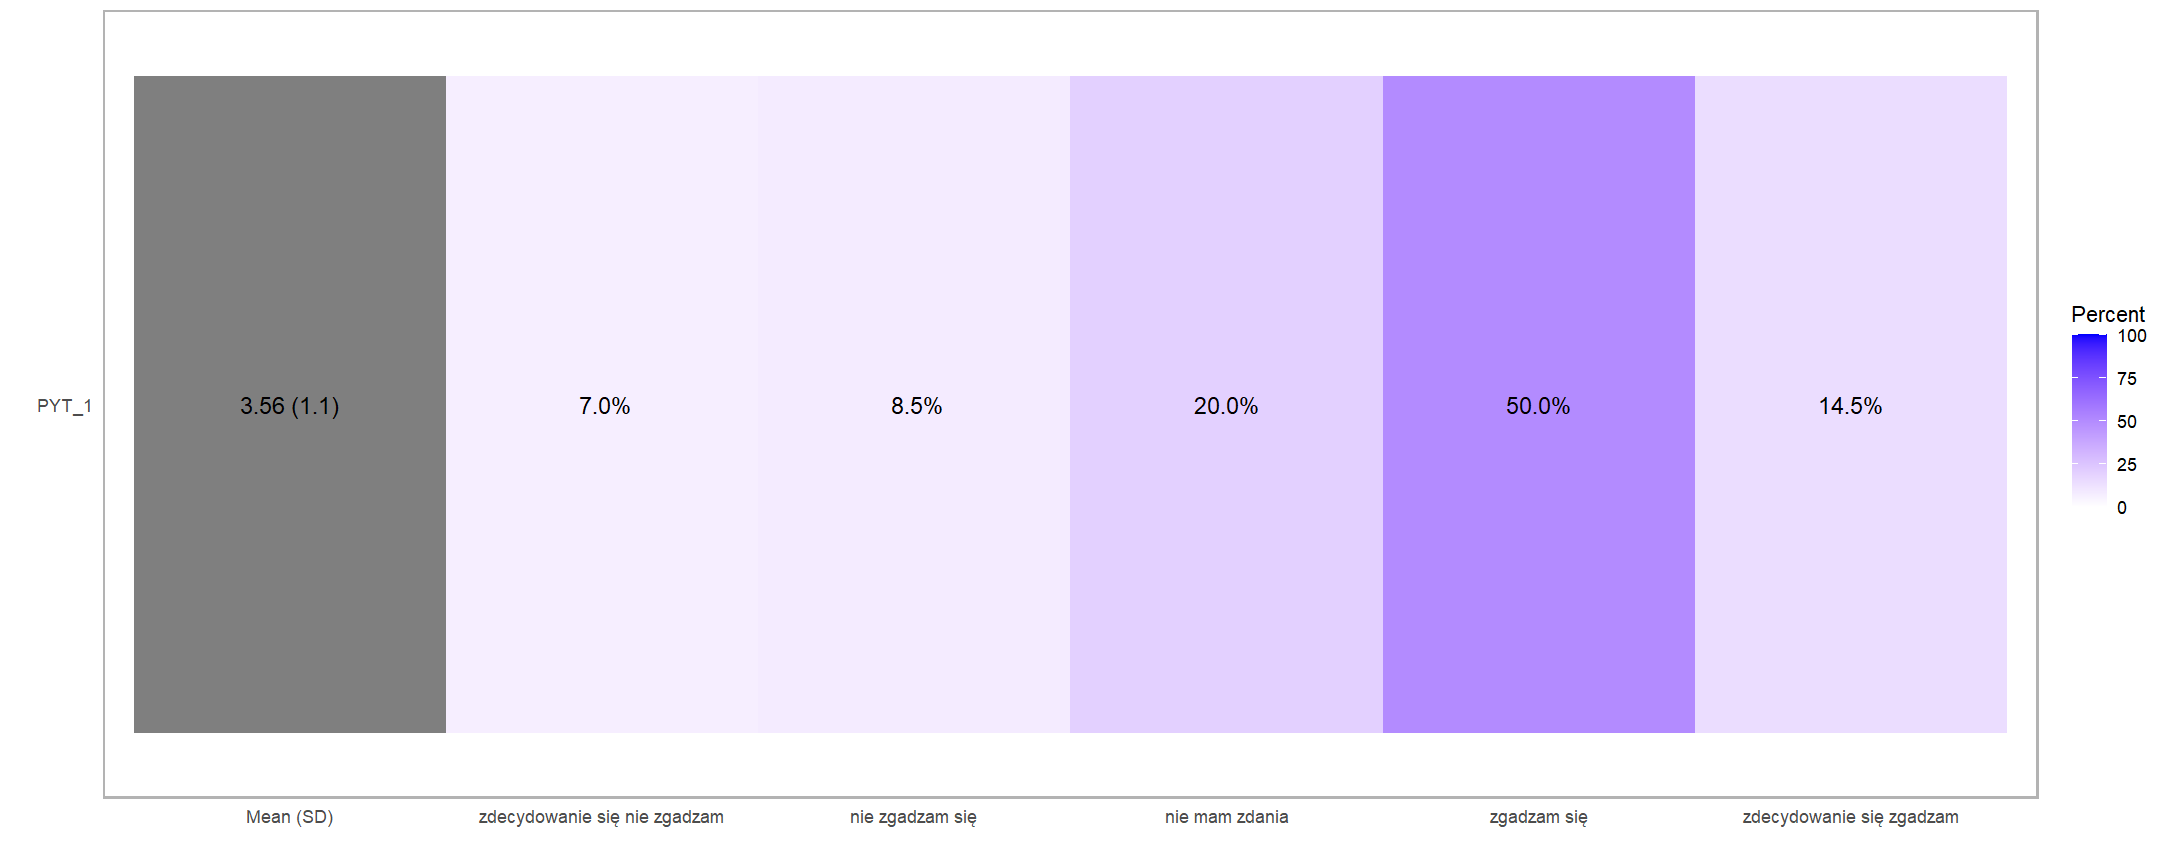 Percent
100
75
50
25
0
PYT_1
3.56 (1.1)
7.0%
8.5%
20.0%
50.0%
14.5%
Mean (SD)
zdecydowanie się nie zgadzam
nie zgadzam się
nie mam zdania
zgadzam się
zdecydowanie się zgadzam